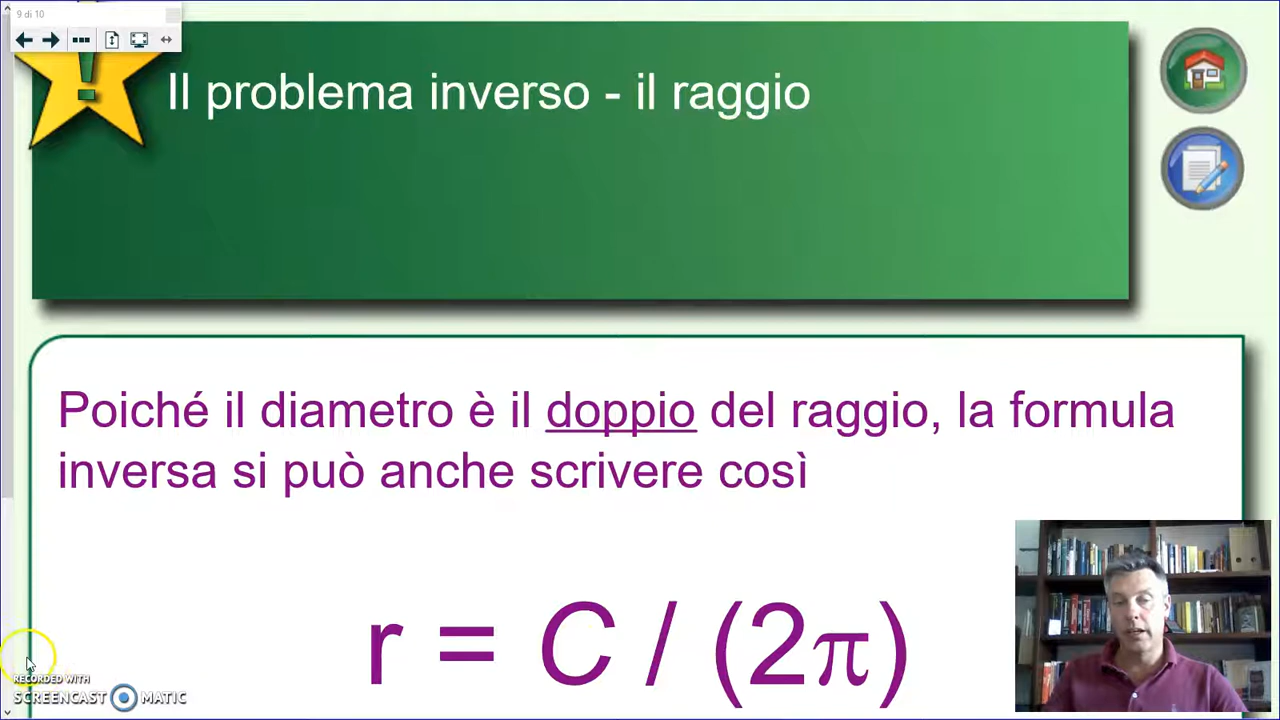 9 di 10
!
Il problema inverso - il raggio
Poiché il diametro è il doppio del raggio, la formula
inversa si può anche scrivere così
r = C / (2π)
RECORDED WITH
SCREENCAST MATIC